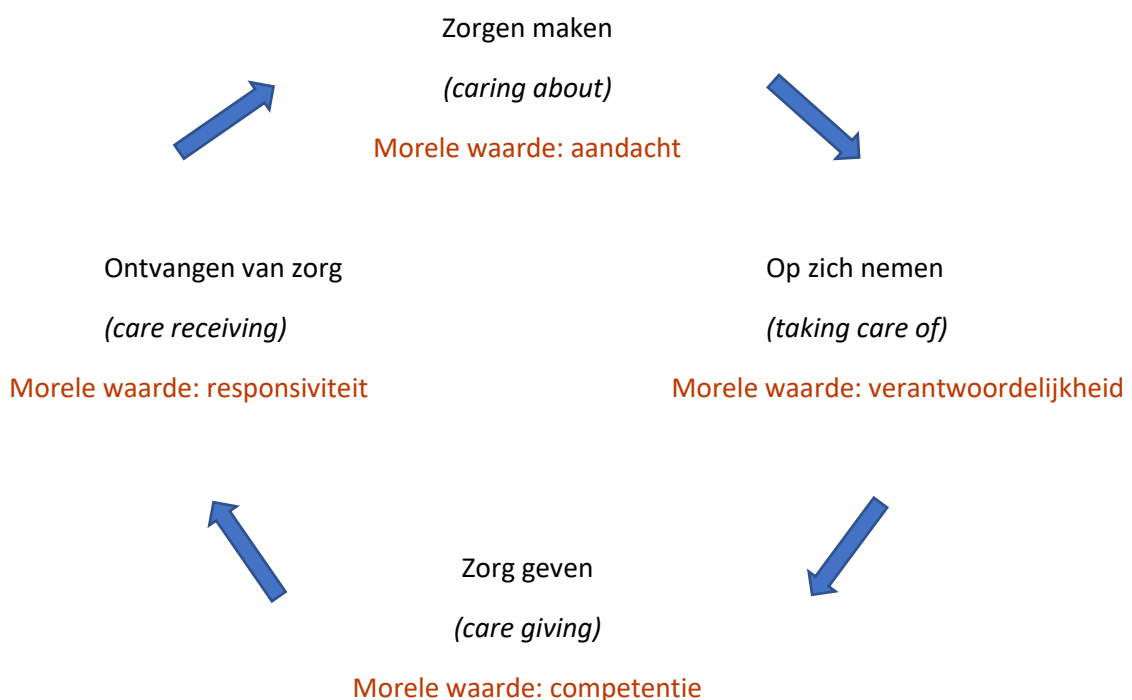 Zorgen maken
(caring about)
Morele waarde: aandacht
Ontvangen van zorg
(care receiving)
Morele waarde: responsiviteit
Op zich nemen
(taking care of)
Morele waarde: verantwoordelijkheid
Zorg geven
(care giving)
Morele waarde: competentie